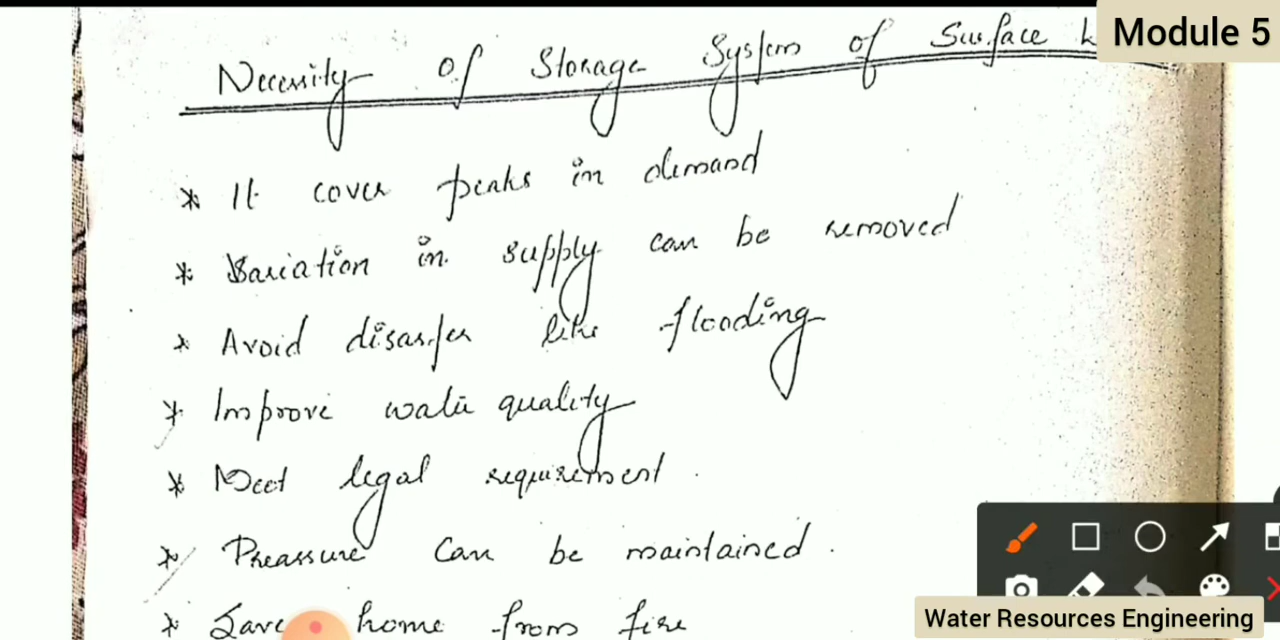 Module 5
Necessity of Storage System of Surface
* It cover peaks in demand
* Variation in supply can be removed
* Avoid disaster like flooding
* Improve water quality
* Meet legal requirement.
* Preassure can be maintained.
* Save home from fire
Water Resources Engineering